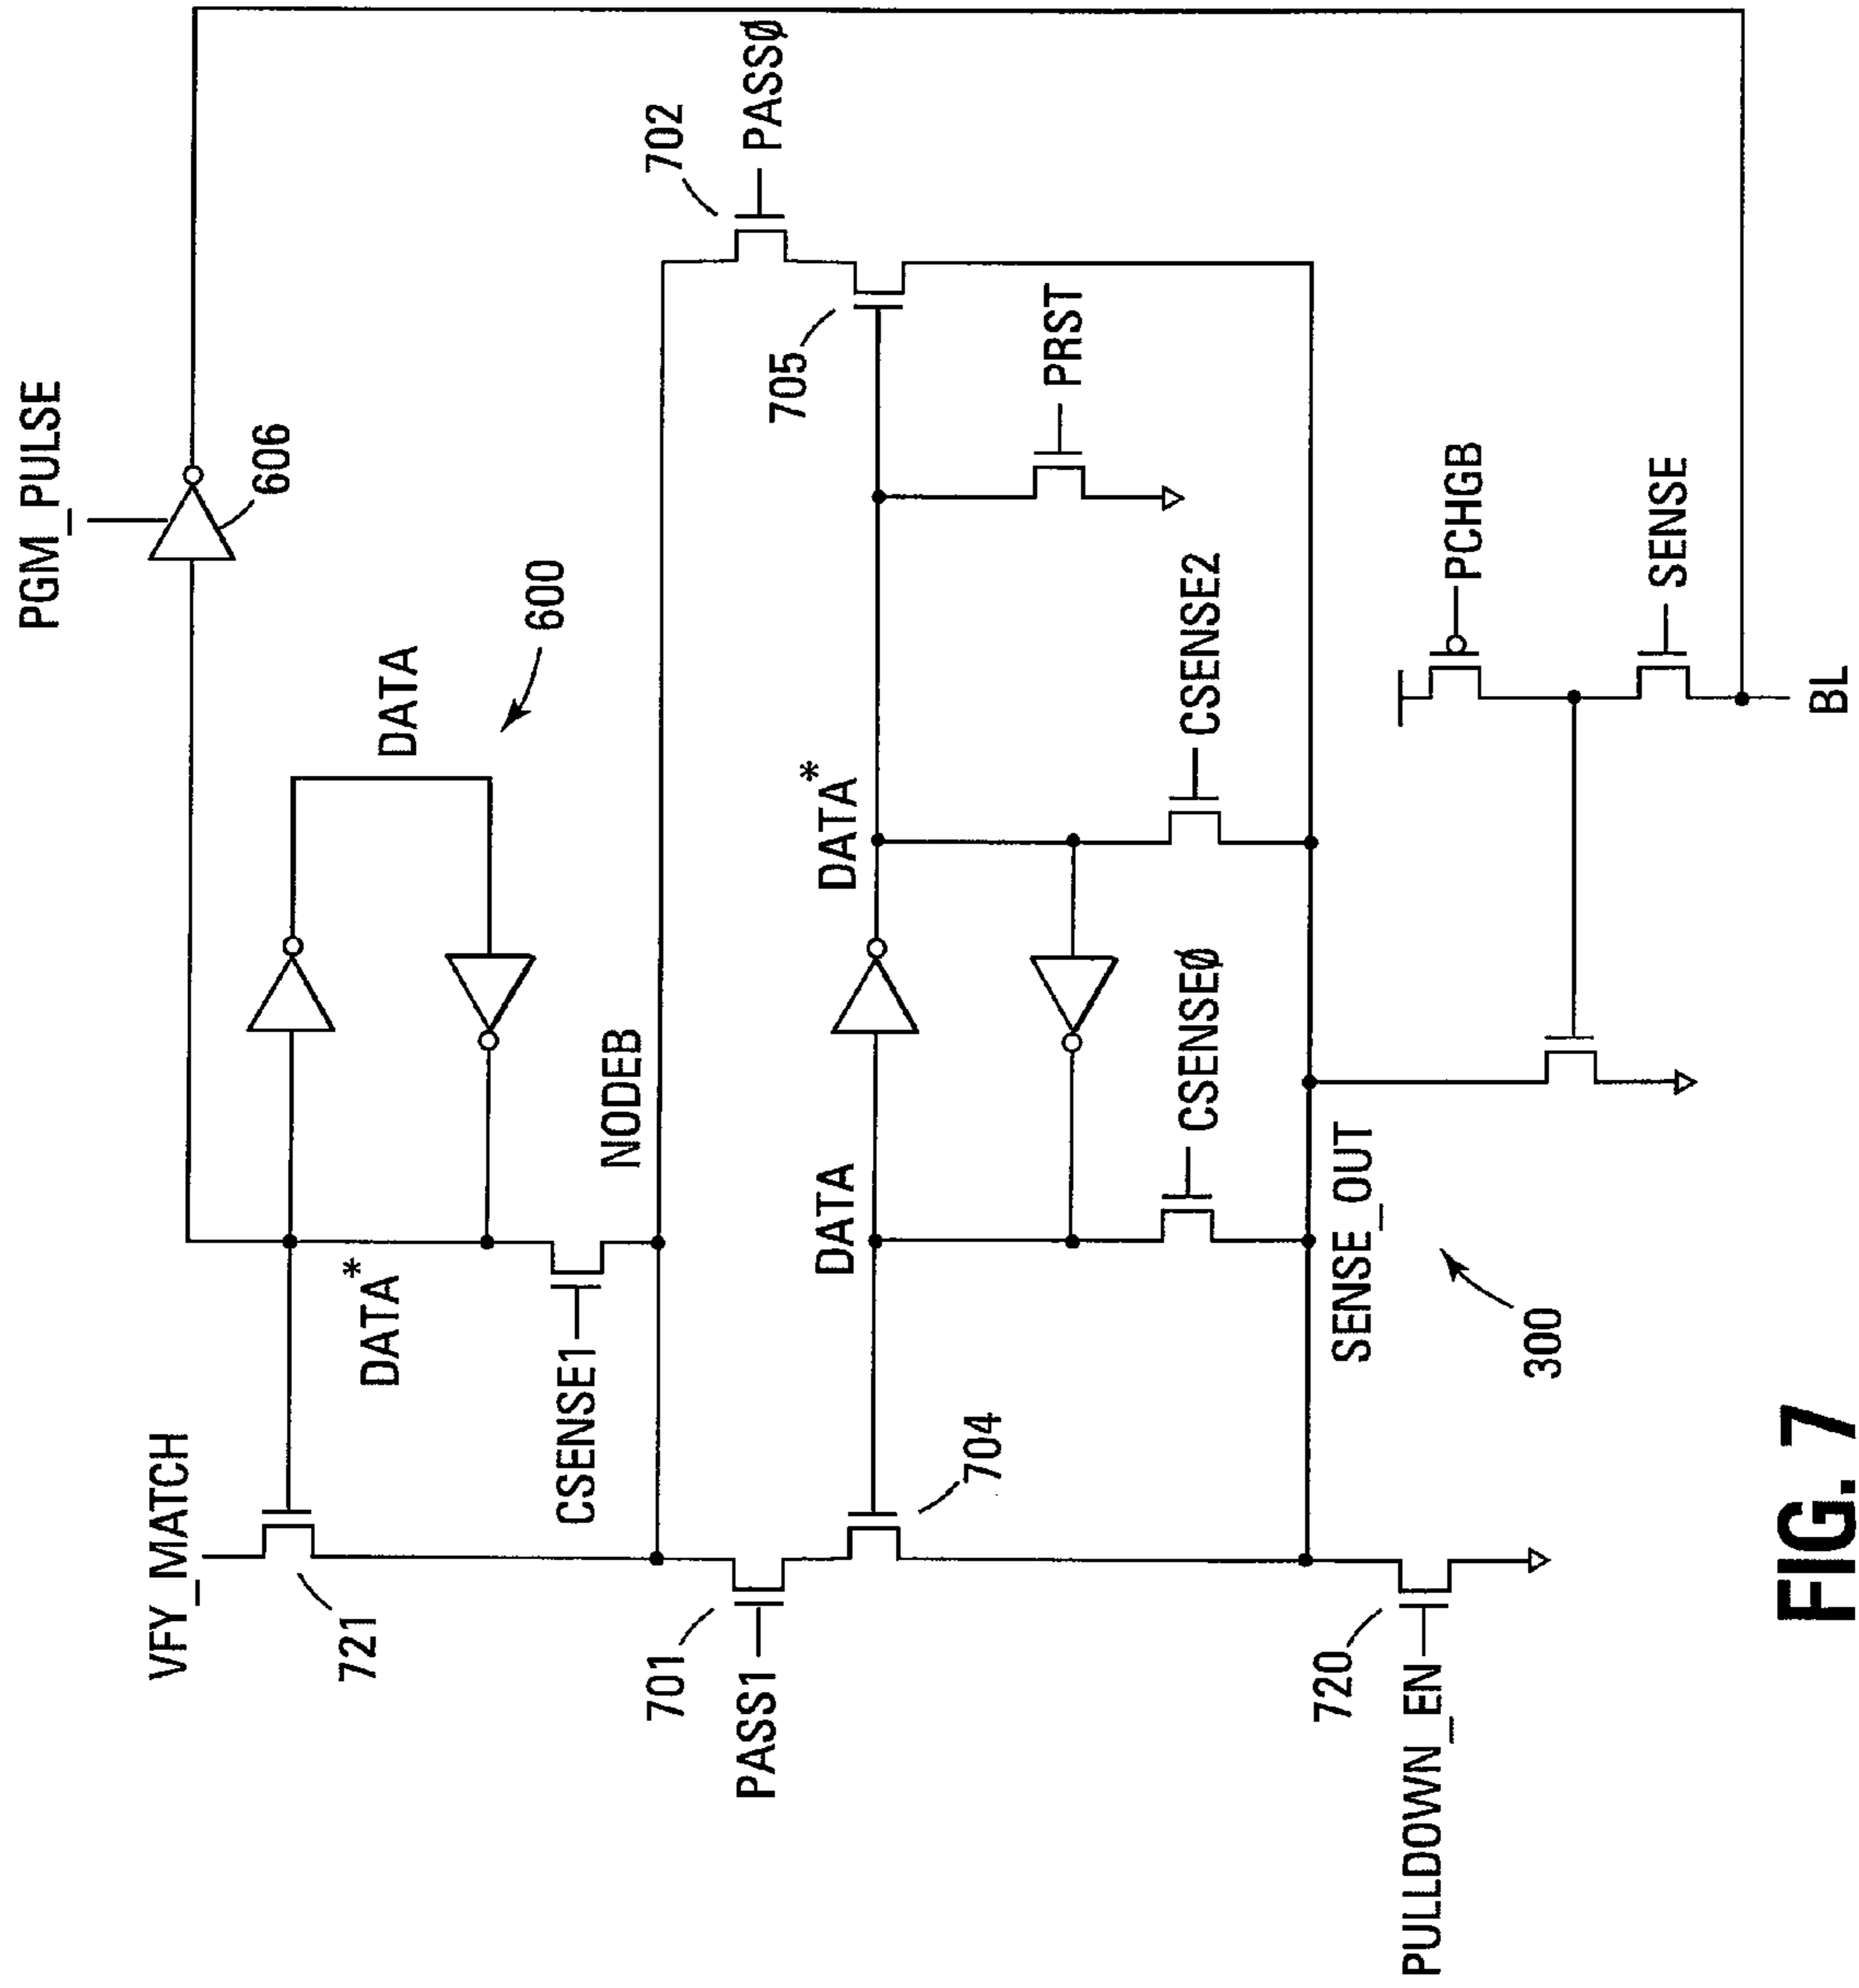 PGM_PULSE
606
PASSØ
702
DATA
600
705
PRST
VFY_MATCH
721
DATA*
CSENSE1
NODEB
DATA*
CSENSE2
PCHGB
SENSE
BL
701
PASS1
704
DATA
CSENSEØ
SENSE_OUT
300
720
PULLDOWN_EN
FIG. 7